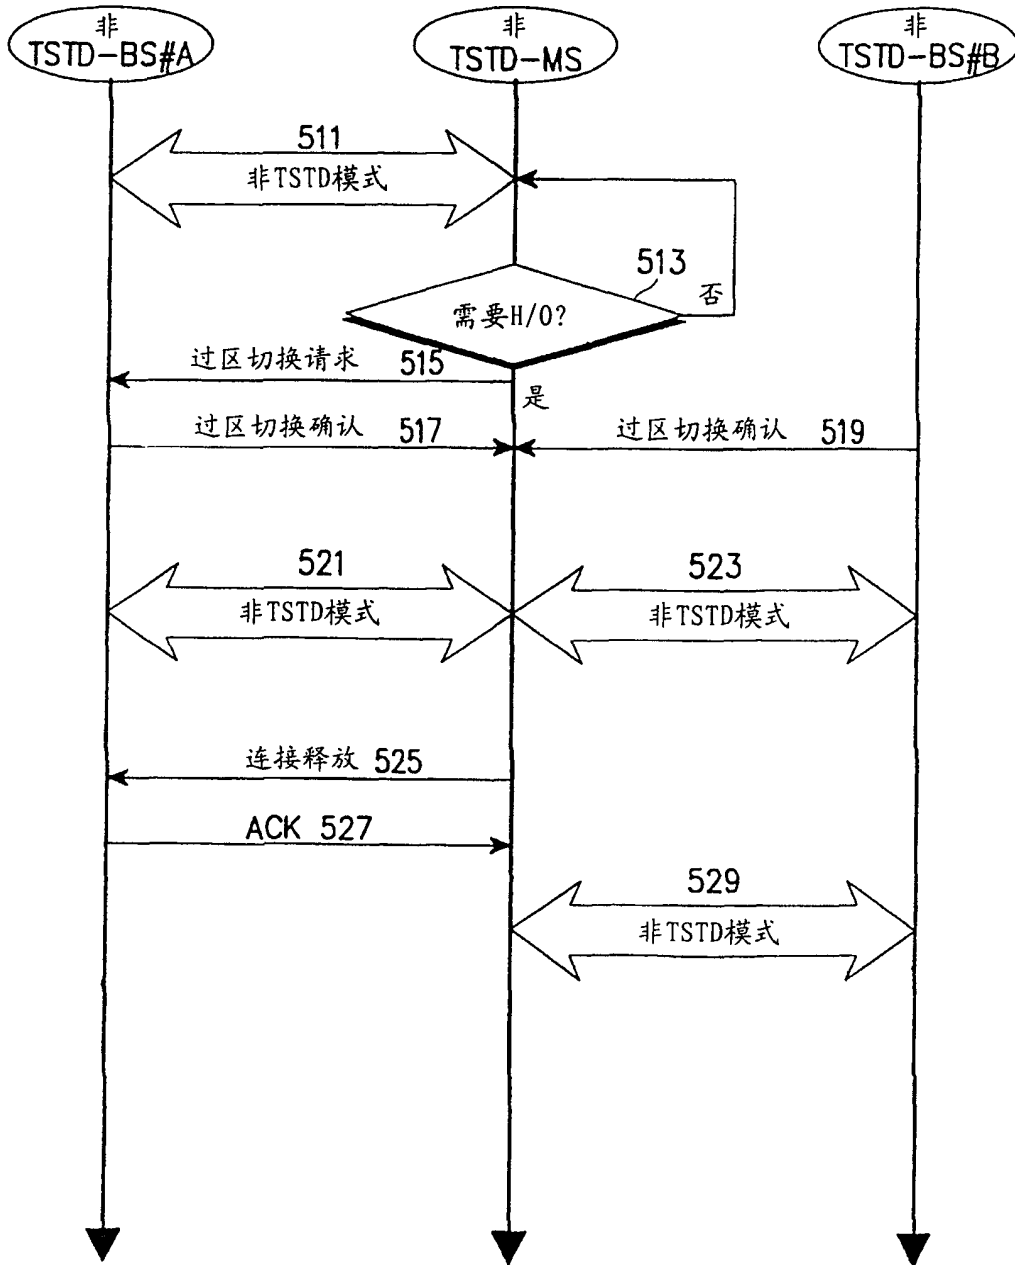 非
TSTD-BS#A
非
TSTD-MS
非
TSTD-BS#B
511
非TSTD模式
513
需要H/O?
否
过区切换请求 515
是
过区切换确认 517
过区切换确认 519
521
非TSTD模式
523
非TSTD模式
连接释放 525
ACK 527
529
非TSTD模式